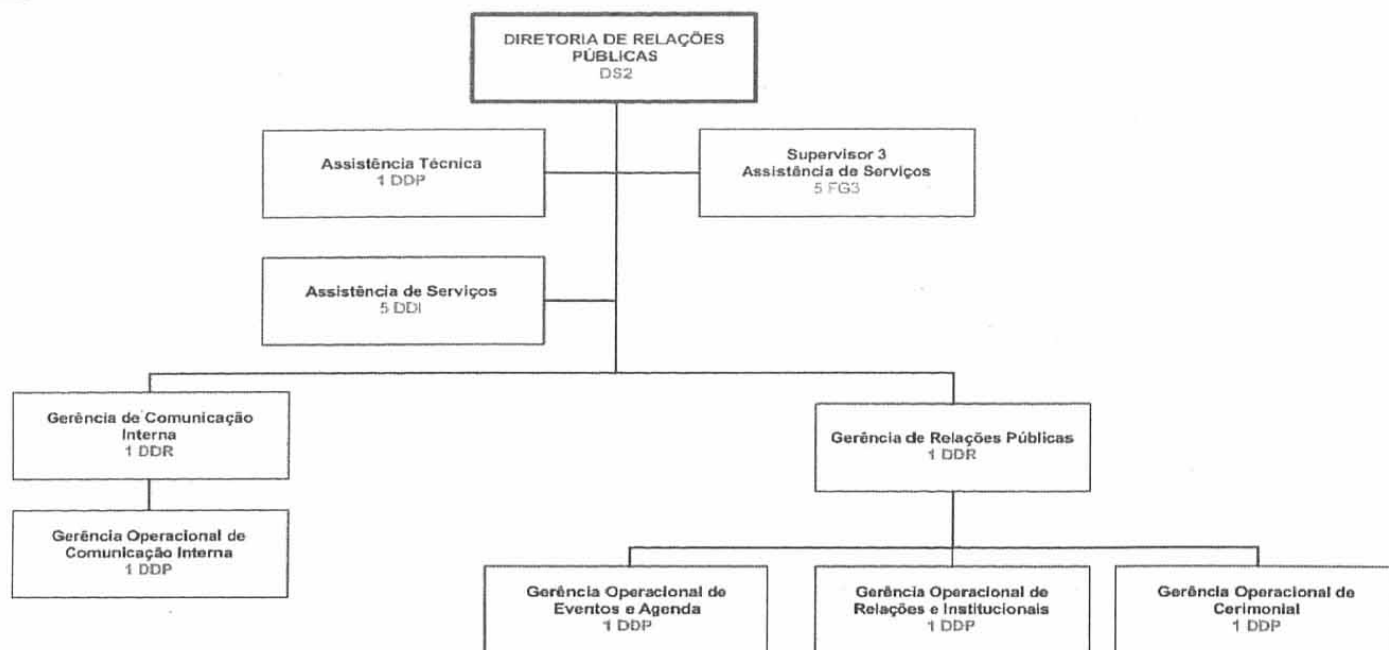 DIRETORIA DE RELAÇÕES
PÚBLICAS
DS2
Assistência Técnica
1 DDP
Supervisor 3
Assistência de Serviços
5 FG3
Assistência de Serviços
5 DDI
Gerência de Comunicação
Interna
1 DDR
Gerência de Relações Públicas
1 DDR
Gerência Operacional de
Comunicação Interna
1 DDP
Gerência Operacional de
Eventos e Agenda
1 DDP
Gerência Operacional de
Relações e Institucionais
1 DDP
Gerência Operacional de
Cerimonial
1 DDP